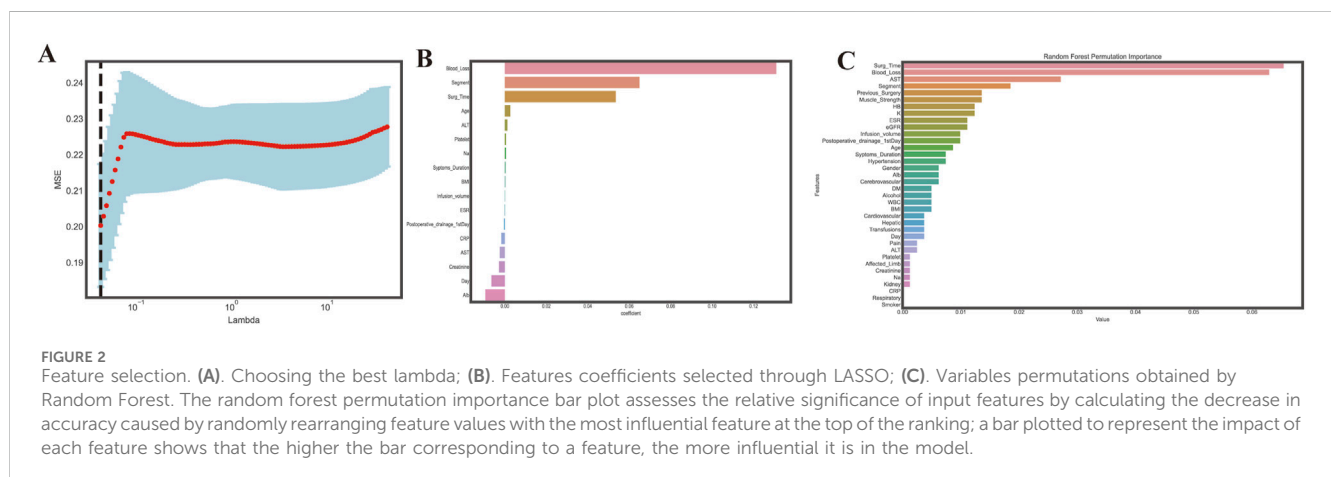 A
0.24
0.23
MSE
0.22
0.21
0.20
0.19
10⁻¹
10⁰
10¹
Lambda
B
Blood_Loss
Segment
Surg_Time
Age
ALT
Platelet
Na
Syptoms_Duration
BMI
Infusion_volume
ESR
Postoperative_drainage_1stDay
CRP
AST
Creatinine
Day
Alb
0.00 0.02 0.04 0.06 0.08 0.10 0.12
coefficient
C
Random Forest Permutation Importance
Surg_Time
Blood_Loss
AST
Segment
Previous_Surgery
Muscle_Strength
HB
K
ESR
eGFR
Infusion_volume
Postoperative_drainage_1stDay
Age
Syptoms_Duration
Hypertension
Gender
Alb
Cerebrovascular
DM
Alcohol
WBC
BMI
Cardiovascular
Hepatic
Transfusions
Day
Pain
ALT
Platelet
Affected_Limb
Creatinine
Na
Kidney
CRP
Respiratory
Smoker
Features
0.00 0.01 0.02 0.03 0.04 0.05 0.06
Value
FIGURE 2
Feature selection. (A). Choosing the best lambda; (B). Features coefficients selected through LASSO; (C). Variables permutations obtained by
Random Forest. The random forest permutation importance bar plot assesses the relative significance of input features by calculating the decrease in
accuracy caused by randomly rearranging feature values with the most influential feature at the top of the ranking; a bar plotted to represent the impact of
each feature shows that the higher the bar corresponding to a feature, the more influential it is in the model.